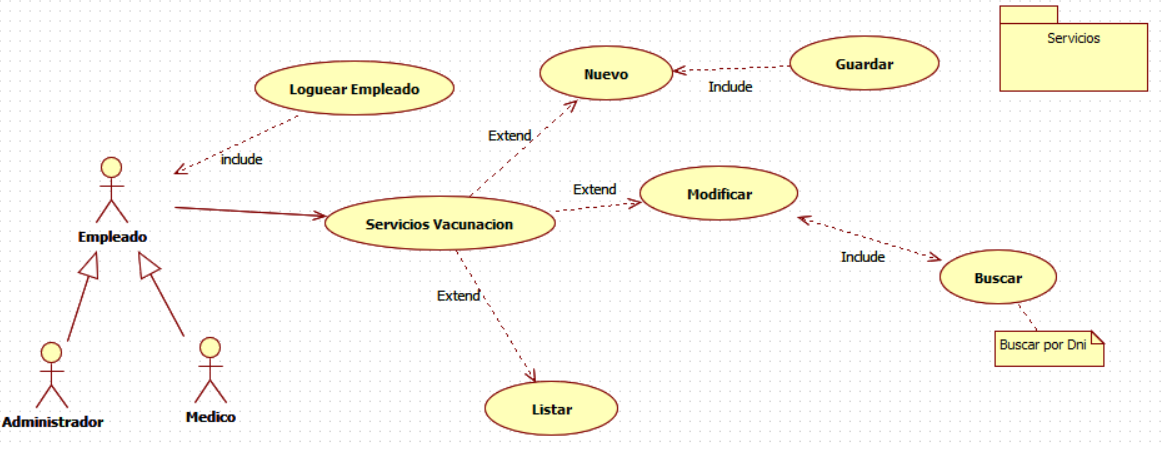 Servicios
Guardar
Nuevo
Include
Loguear Empleado
Extend
include
Extend
Modificar
Servicios Vacunacion
Empleado
Include
Buscar
Extend
Buscar por Dni
Listar
Medico
Administrador